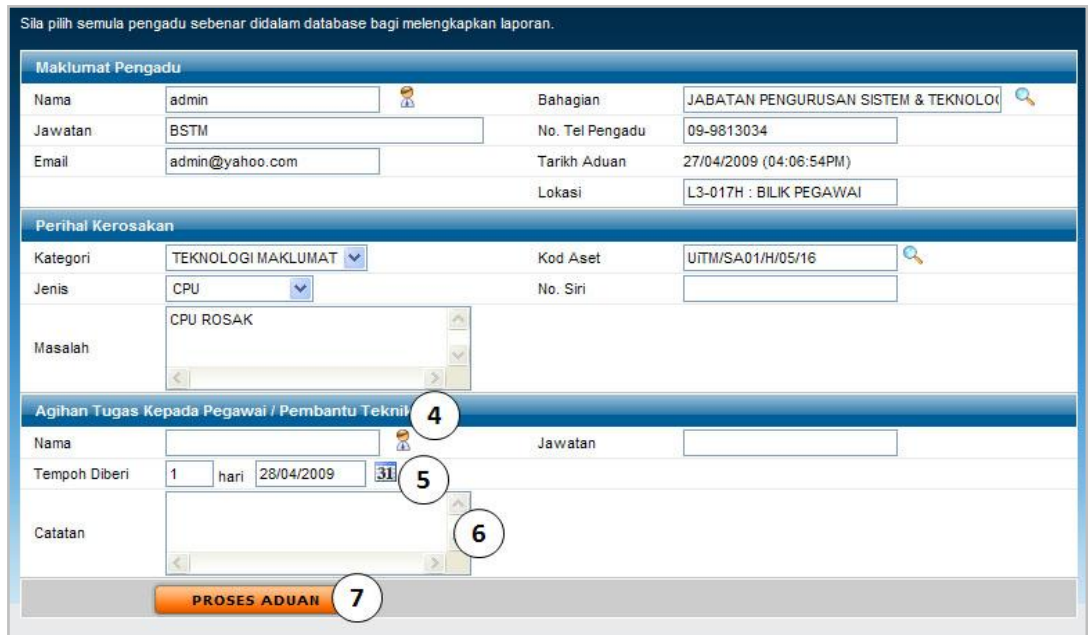 Sila pilih semula pengadu sebenar didalam database bagi melengkapkan laporan.
Maklumat Pengadu
Nama admin Bahagian JABATAN PENGURUSAN SISTEM & TEKNOLO(
Jawatan BSTM No. Tel Pengadu 09-9813034
Email admin@yahoo.com Tarikh Aduan 27/04/2009 (04:06:54PM)
Lokasi L3-017H : BILIK PEGAWAI
Perihal Kerosakan
Kategori TEKNOLOGI MAKLUMAT Kod Aset UiTM/SA01/H/05/16
Jenis CPU No. Siri
CPU ROSAK
Masalah
Agihan Tugas Kepada Pegawai / Pembantu Teknik 4
Nama Jawatan
Tempoh Diberi 1 hari 28/04/2009 31 5
Catatan 6
PROSES ADUAN 7